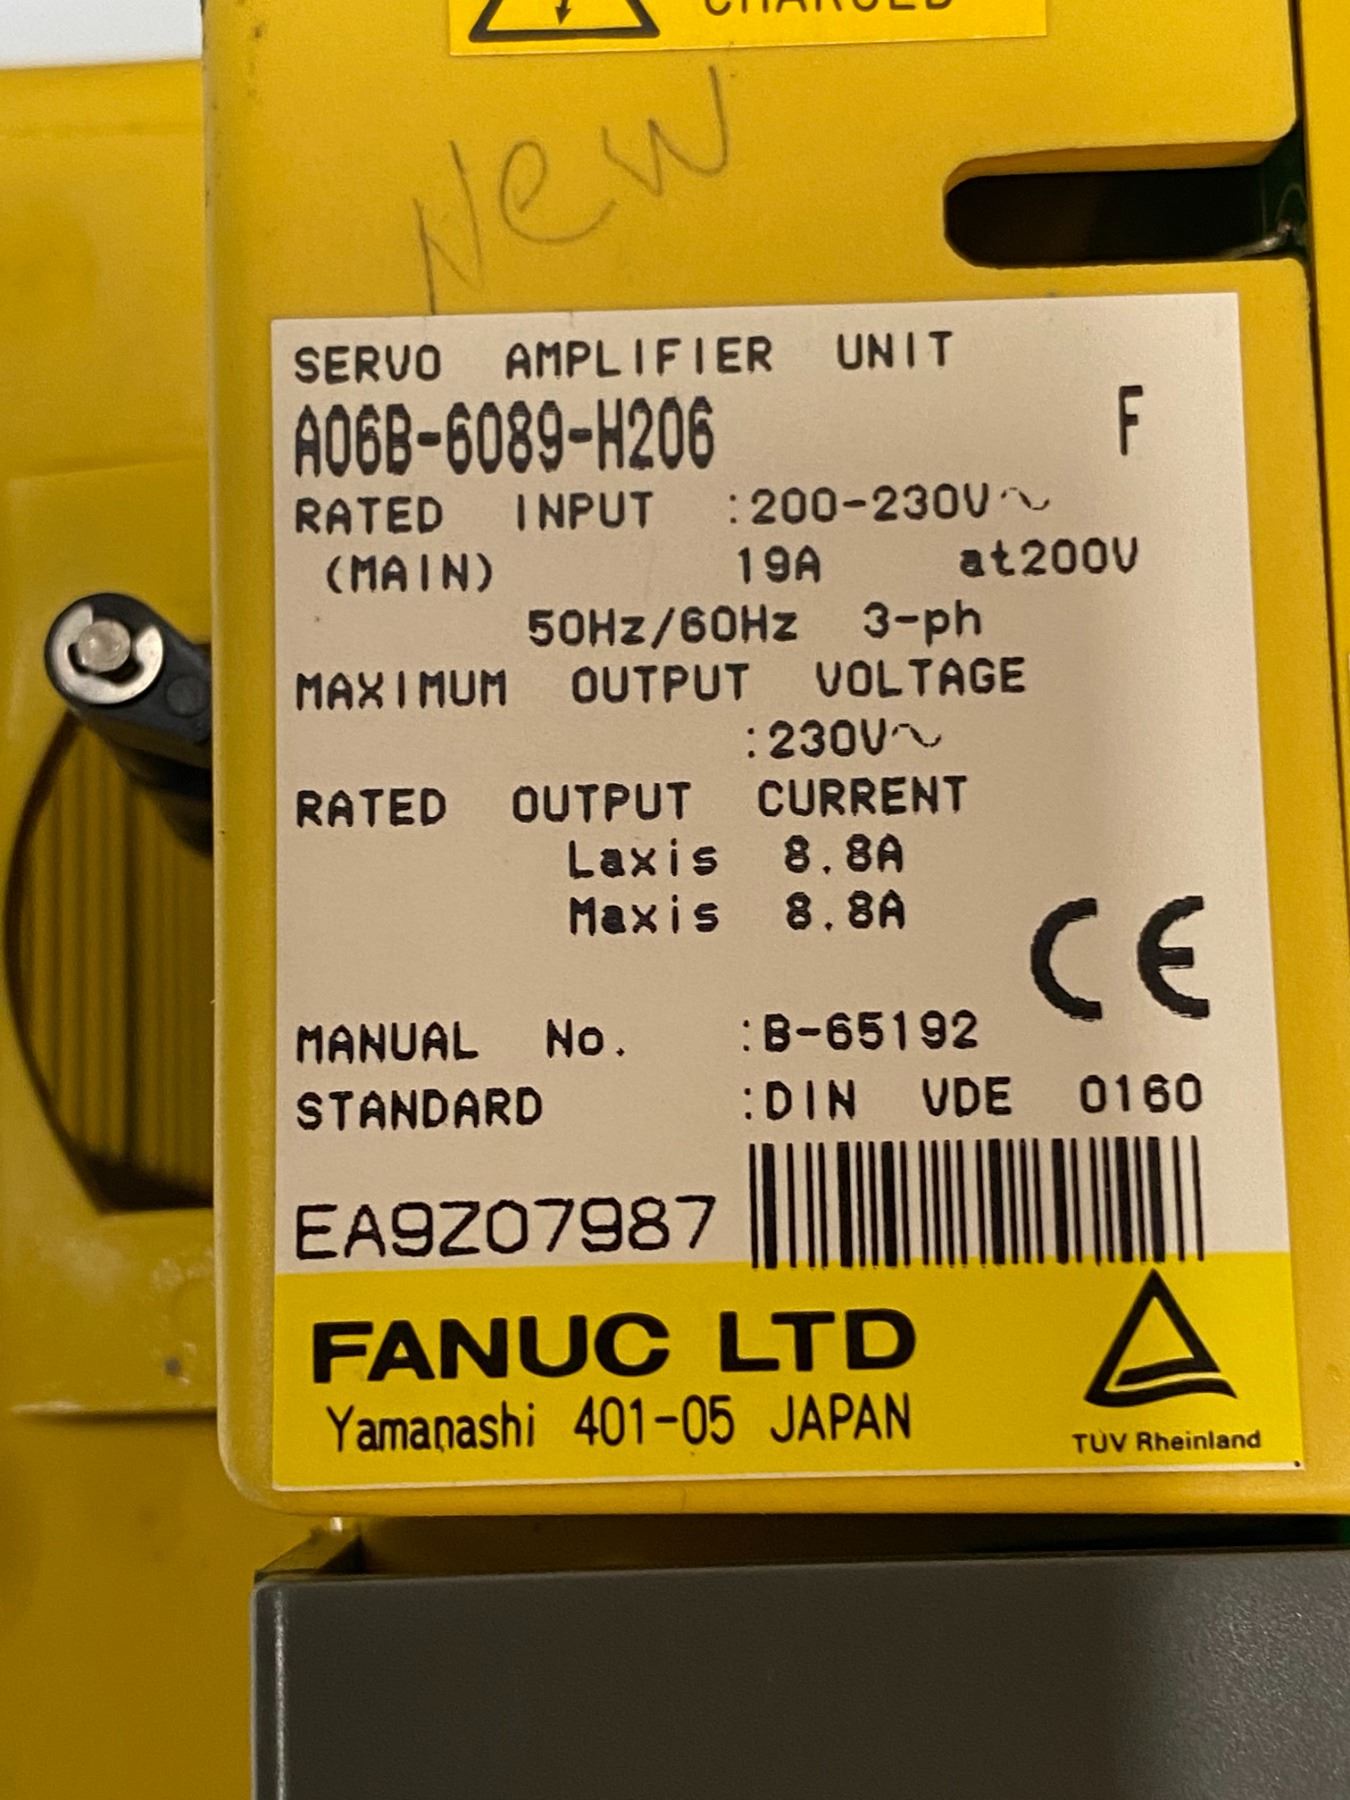 CHARGED
New
SERVO AMPLIFIER UNIT
A06B-6089-H206 F
RATED INPUT :200-230V~
(MAIN) 19A at200V
50Hz/60Hz 3-ph
MAXIMUM OUTPUT VOLTAGE
:230V~
RATED OUTPUT CURRENT
Laxis 8.8A
Maxis 8.8A
CE
MANUAL No. :B-65192
STANDARD :DIN VDE 0160
EA9Z07987
FANUC LTD
Yamanashi 401-05 JAPAN
TÜV Rheinland